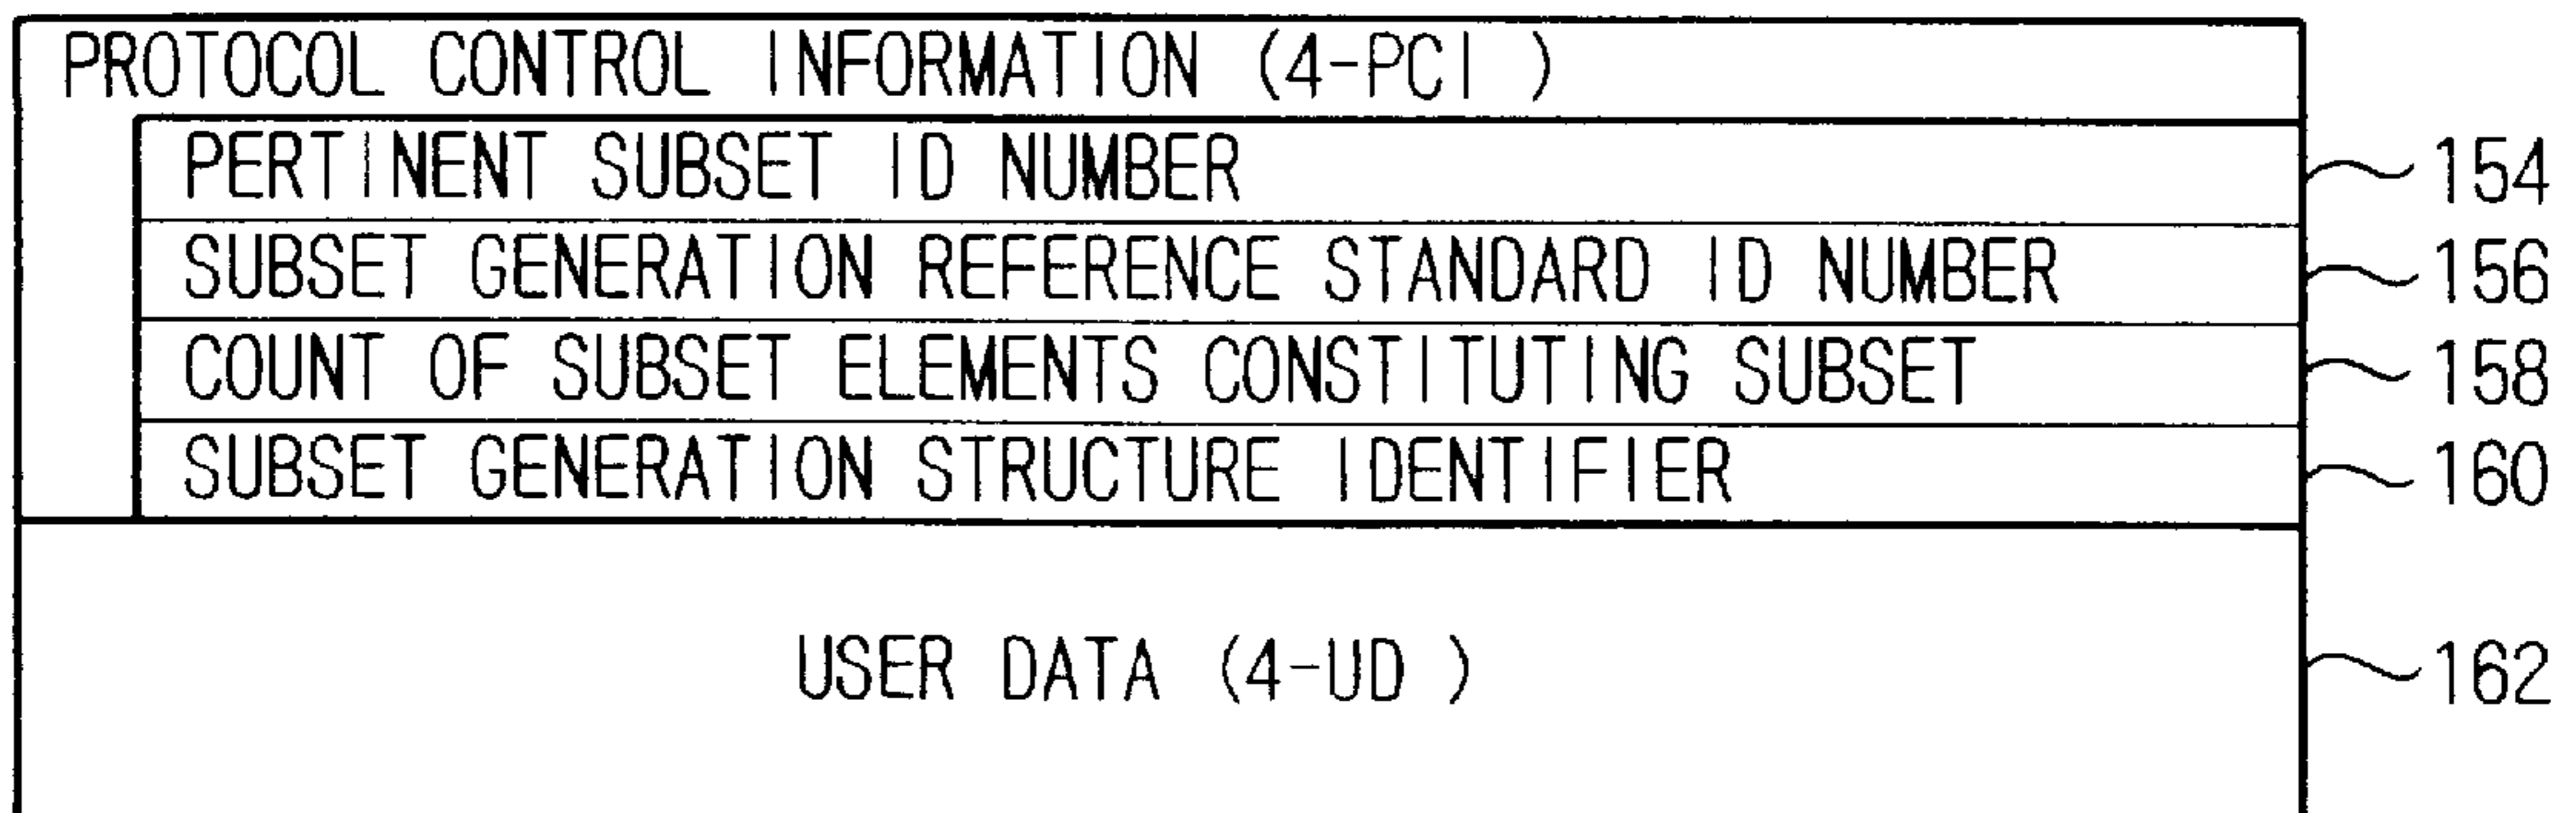 PROTOCOL CONTROL INFORMATION (4-PCI )
PERTINENT SUBSET ID NUMBER 154
SUBSET GENERATION REFERENCE STANDARD ID NUMBER 156
COUNT OF SUBSET ELEMENTS CONSTITUTING SUBSET 158
SUBSET GENERATION STRUCTURE IDENTIFIER 160
USER DATA (4-UD ) 162